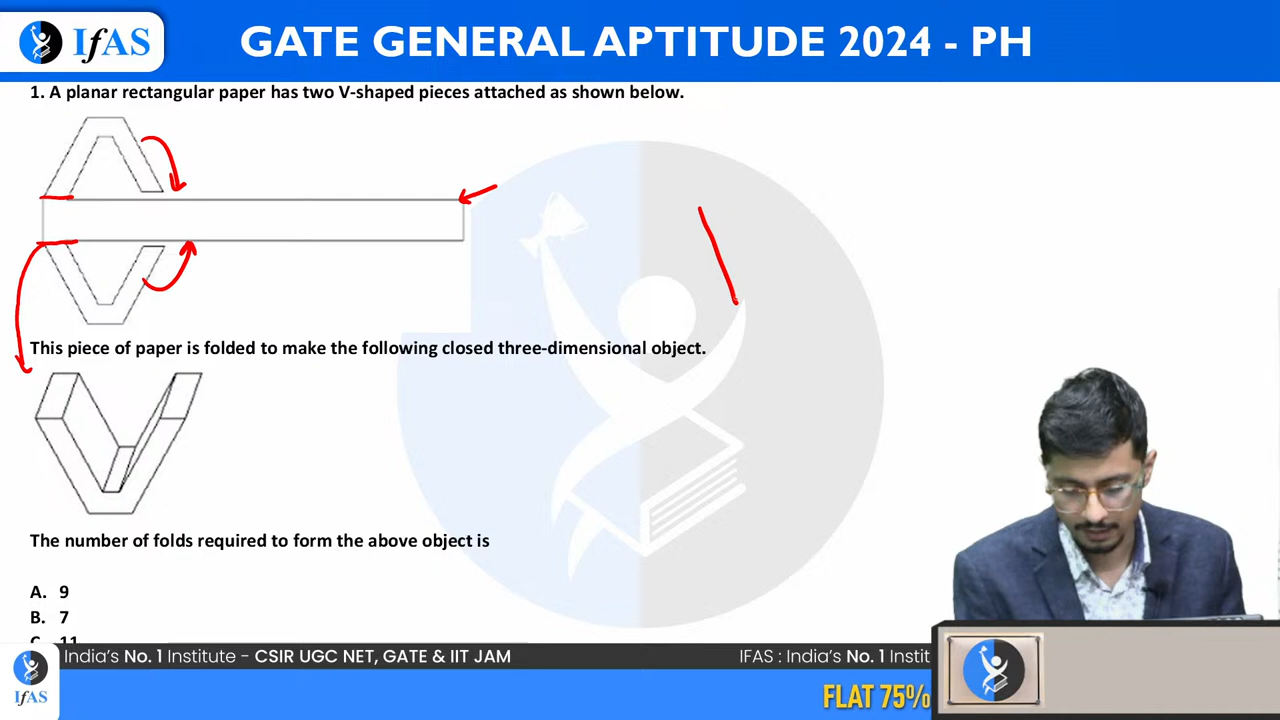 IfAS
GATE GENERAL APTITUDE 2024 - PH
1. A planar rectangular paper has two V-shaped pieces attached as shown below.
This piece of paper is folded to make the following closed three-dimensional object.
The number of folds required to form the above object is
A. 9
B. 7
C. 11
India's No. 1 Institute - CSIR UGC NET, GATE & IIT JAM
IFAS : India's No. 1 Instit
IfAS
FLAT 75%